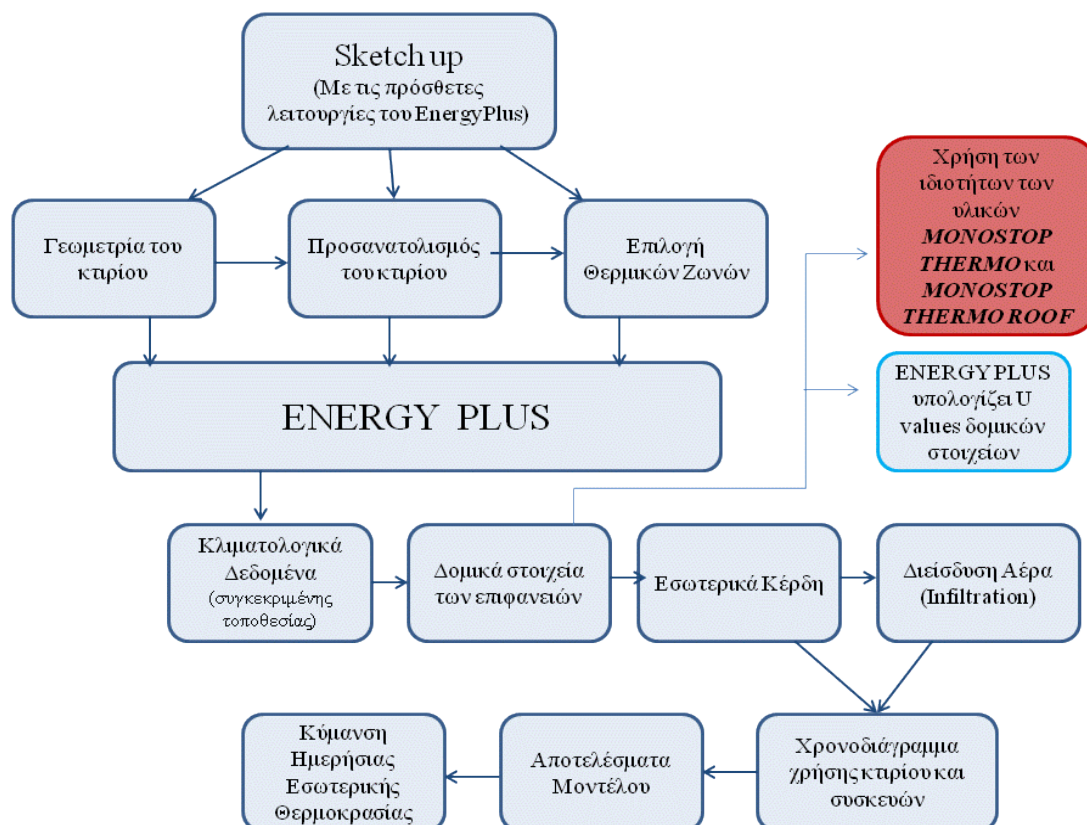 Sketch up
(Με τις πρόσθετες
λειτουργίες του EnergyPlus)
Γεωμετρία του
κτιρίου
Προσανατολισμός
του κτιρίου
Επιλογή
Θερμικών Ζωνών
Χρήση των
ιδιοτήτων των
υλικών
MONOSTOP
THERMO και
MONOSTOP
THERMO ROOF
ENERGY PLUS
ENERGY PLUS
υπολογίζει U
values δομικών
στοιχείων
Κλιματολογικά
Δεδομένα
(συγκεκριμένης
τοποθεσίας)
Δομικά στοιχεία
των επιφανειών
Εσωτερικά Κέρδη
Διείσδυση Αέρα
(Infiltration)
Κύμανση
Ημερήσιας
Εσωτερικής
Θερμοκρασίας
Αποτελέσματα
Μοντέλου
Χρονοδιάγραμμα
χρήσης κτιρίου και
συσκευών